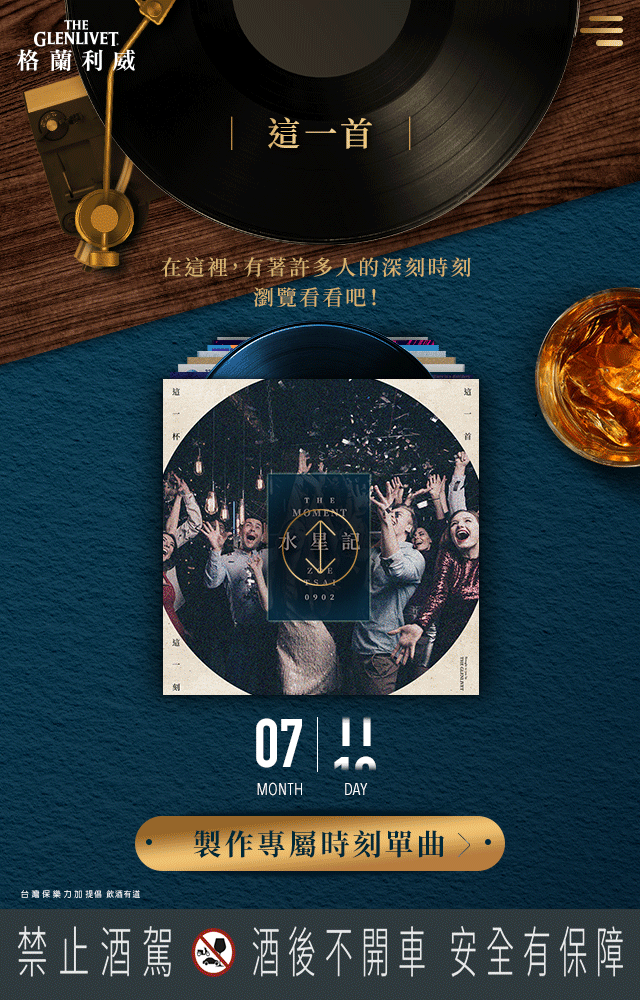 THE
GLENLIVET
格蘭利威
這一首
在這裡，有著許多人的深刻時刻
瀏覽看看吧！
這一杯
這一首
THE
MOMENT
水星記
ZOE
TSAI
0902
這一刻
THE GLENLIVET
07
MONTH
DAY
製作專屬時刻單曲
台灣保樂力加提倡 飲酒有道
禁止酒駕
酒後不開車 安全有保障